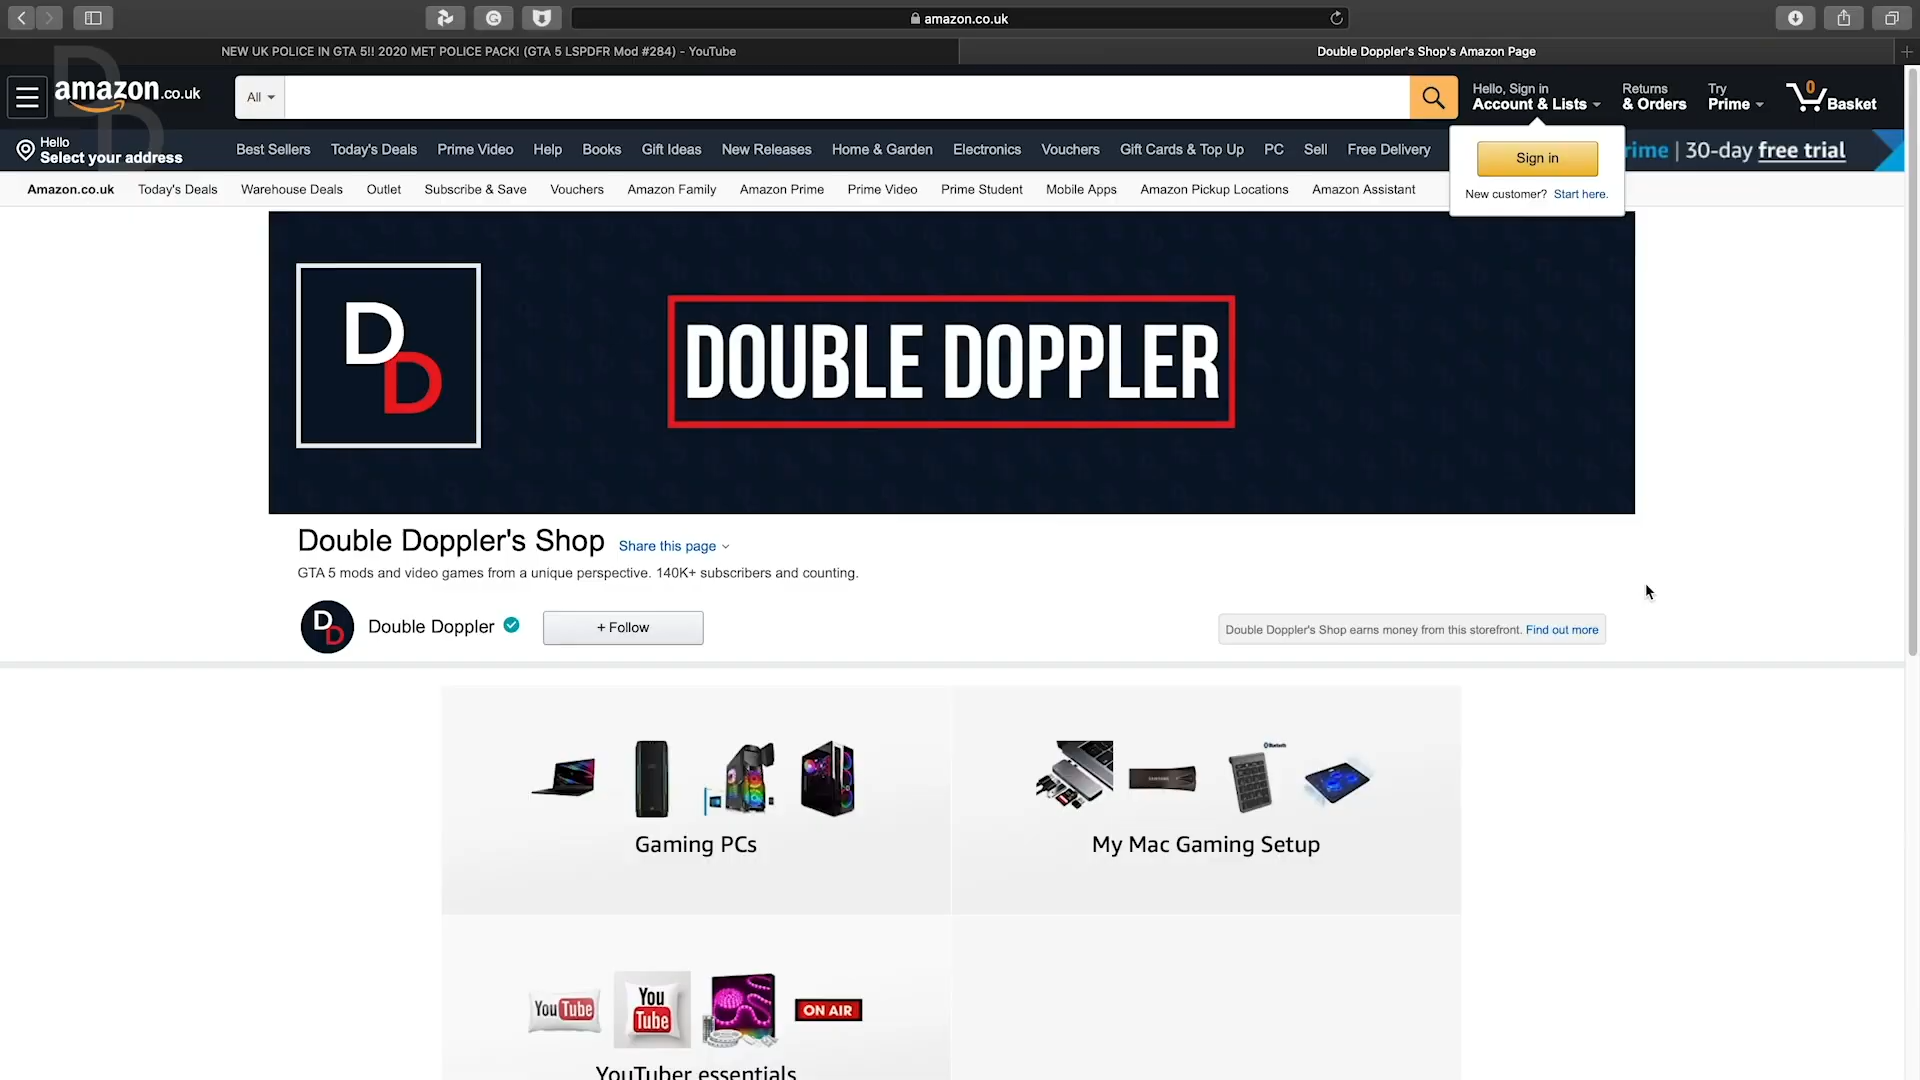 amazon.co.uk
NEW UK POLICE IN GTA 5!! 2020 MET POLICE PACK! (GTA 5 LSPDFR Mod #284) - YouTube
Double Doppler's Shop's Amazon Page
amazon.co.uk
All
Hello, Sign in
Account & Lists
Returns
& Orders
Try
Prime
0
Basket
Hello
Select your address
Best Sellers Today's Deals Prime Video Help Books Gift Ideas New Releases Home & Garden Electronics Vouchers Gift Cards & Top Up PC Sell Free Delivery
rime | 30-day free trial
Sign in
New customer? Start here.
Amazon.co.uk Today's Deals Warehouse Deals Outlet Subscribe & Save Vouchers Amazon Family Amazon Prime Prime Video Prime Student Mobile Apps Amazon Pickup Locations Amazon Assistant
DD
DOUBLE DOPPLER
Double Doppler's Shop Share this page
GTA 5 mods and video games from a unique perspective. 140K+ subscribers and counting.
DD
Double Doppler
+ Follow
Double Doppler's Shop earns money from this storefront. Find out more
SAMSUNG
Bluetooth
Gaming PCs
My Mac Gaming Setup
YouTube
You
Tube
ON AIR
YouTuber essentials